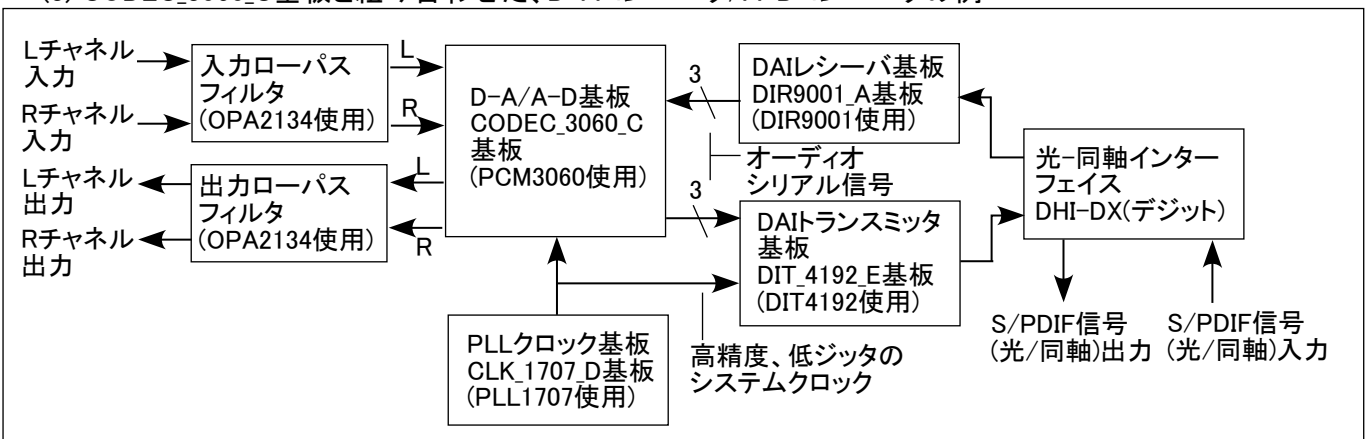 Lチャネル
入力
Rチャネル
入力
Lチャネル
出力
Rチャネル
出力
入力ローパス
フィルタ
(OPA2134使用)
出力ローパス
フィルタ
(OPA2134使用)
L
R
L
R
D-A/A-D基板
CODEC_3060_C
基板
(PCM3060使用)
3
オーディオ
シリアル信号
3
DAIレシーバ基板
DIR9001_A基板
(DIR9001使用)
DAIトランスミッタ
基板
DIT_4192_E基板
(DIT4192使用)
光-同軸インター
フェイス
DHI-DX(デジット)
PLLクロック基板
CLK_1707_D基板
(PLL1707使用)
高精度、低ジッタの
システムクロック
S/PDIF信号
(光/同軸)出力
S/PDIF信号
(光/同軸)入力